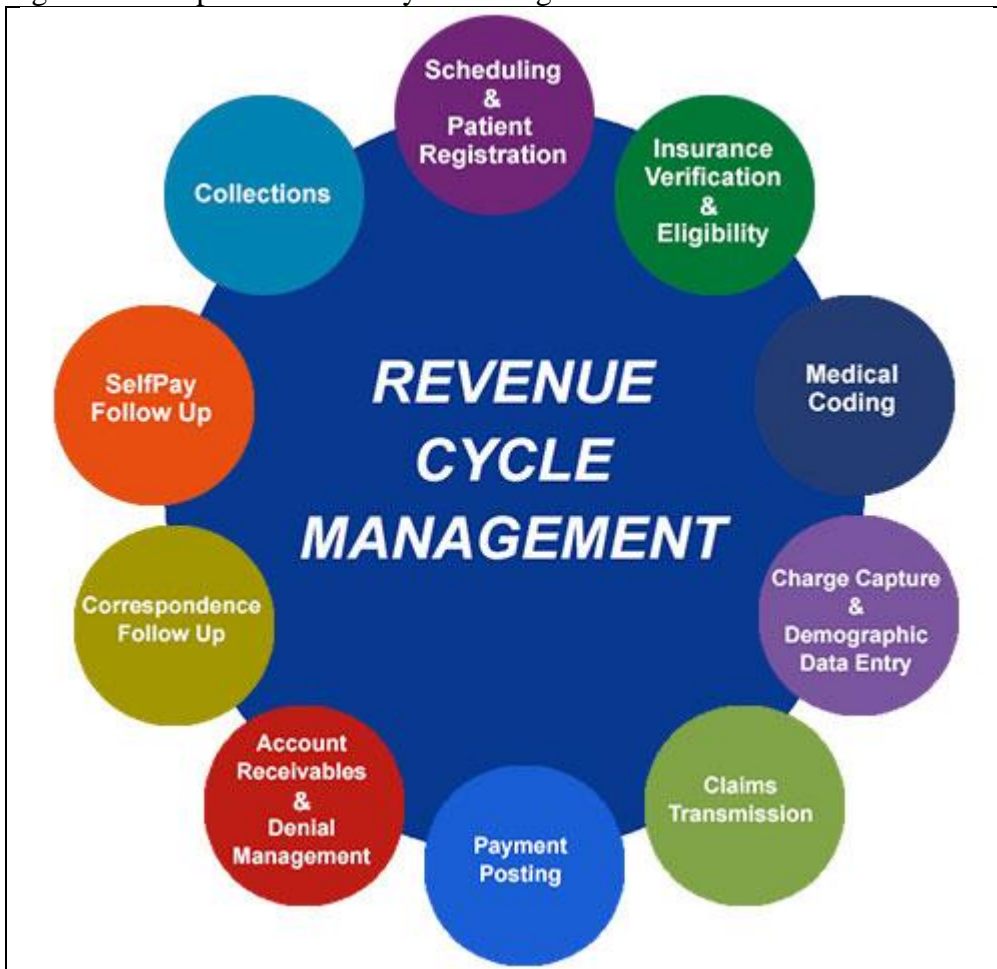 Scheduling
&
Patient
Registration
Insurance
Verification
&
Eligibility
Medical
Coding
Charge Capture
&
Demographic
Data Entry
Claims
Transmission
Payment
Posting
Account
Receivables
&
Denial
Management
Correspondence
Follow Up
SelfPay
Follow Up
Collections
REVENUE
CYCLE
MANAGEMENT